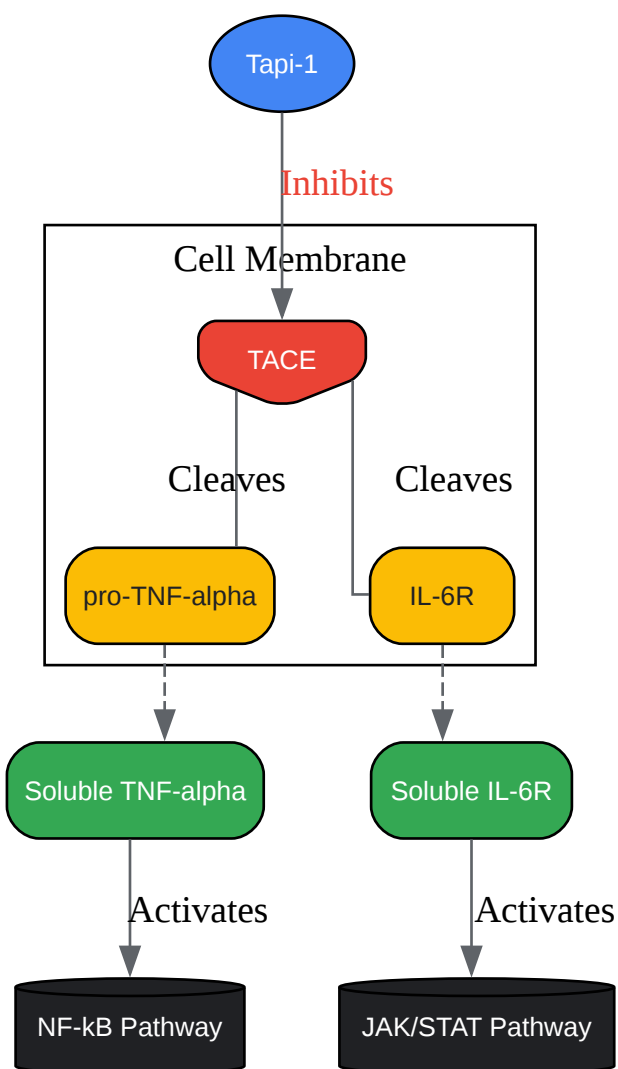 Tapi-1
Inhibits
Cell Membrane
TACE
Cleaves
Cleaves
pro-TNF-alpha
IL-6R
Soluble TNF-alpha
Soluble IL-6R
Activates
Activates
NF-kB Pathway
JAK/STAT Pathway